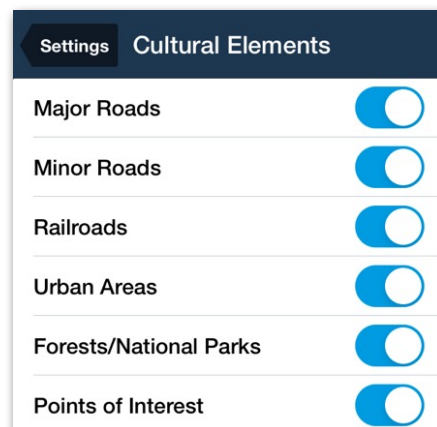 Settings Cultural Elements
Major Roads
Minor Roads
Railroads
Urban Areas
Forests/National Parks
Points of Interest